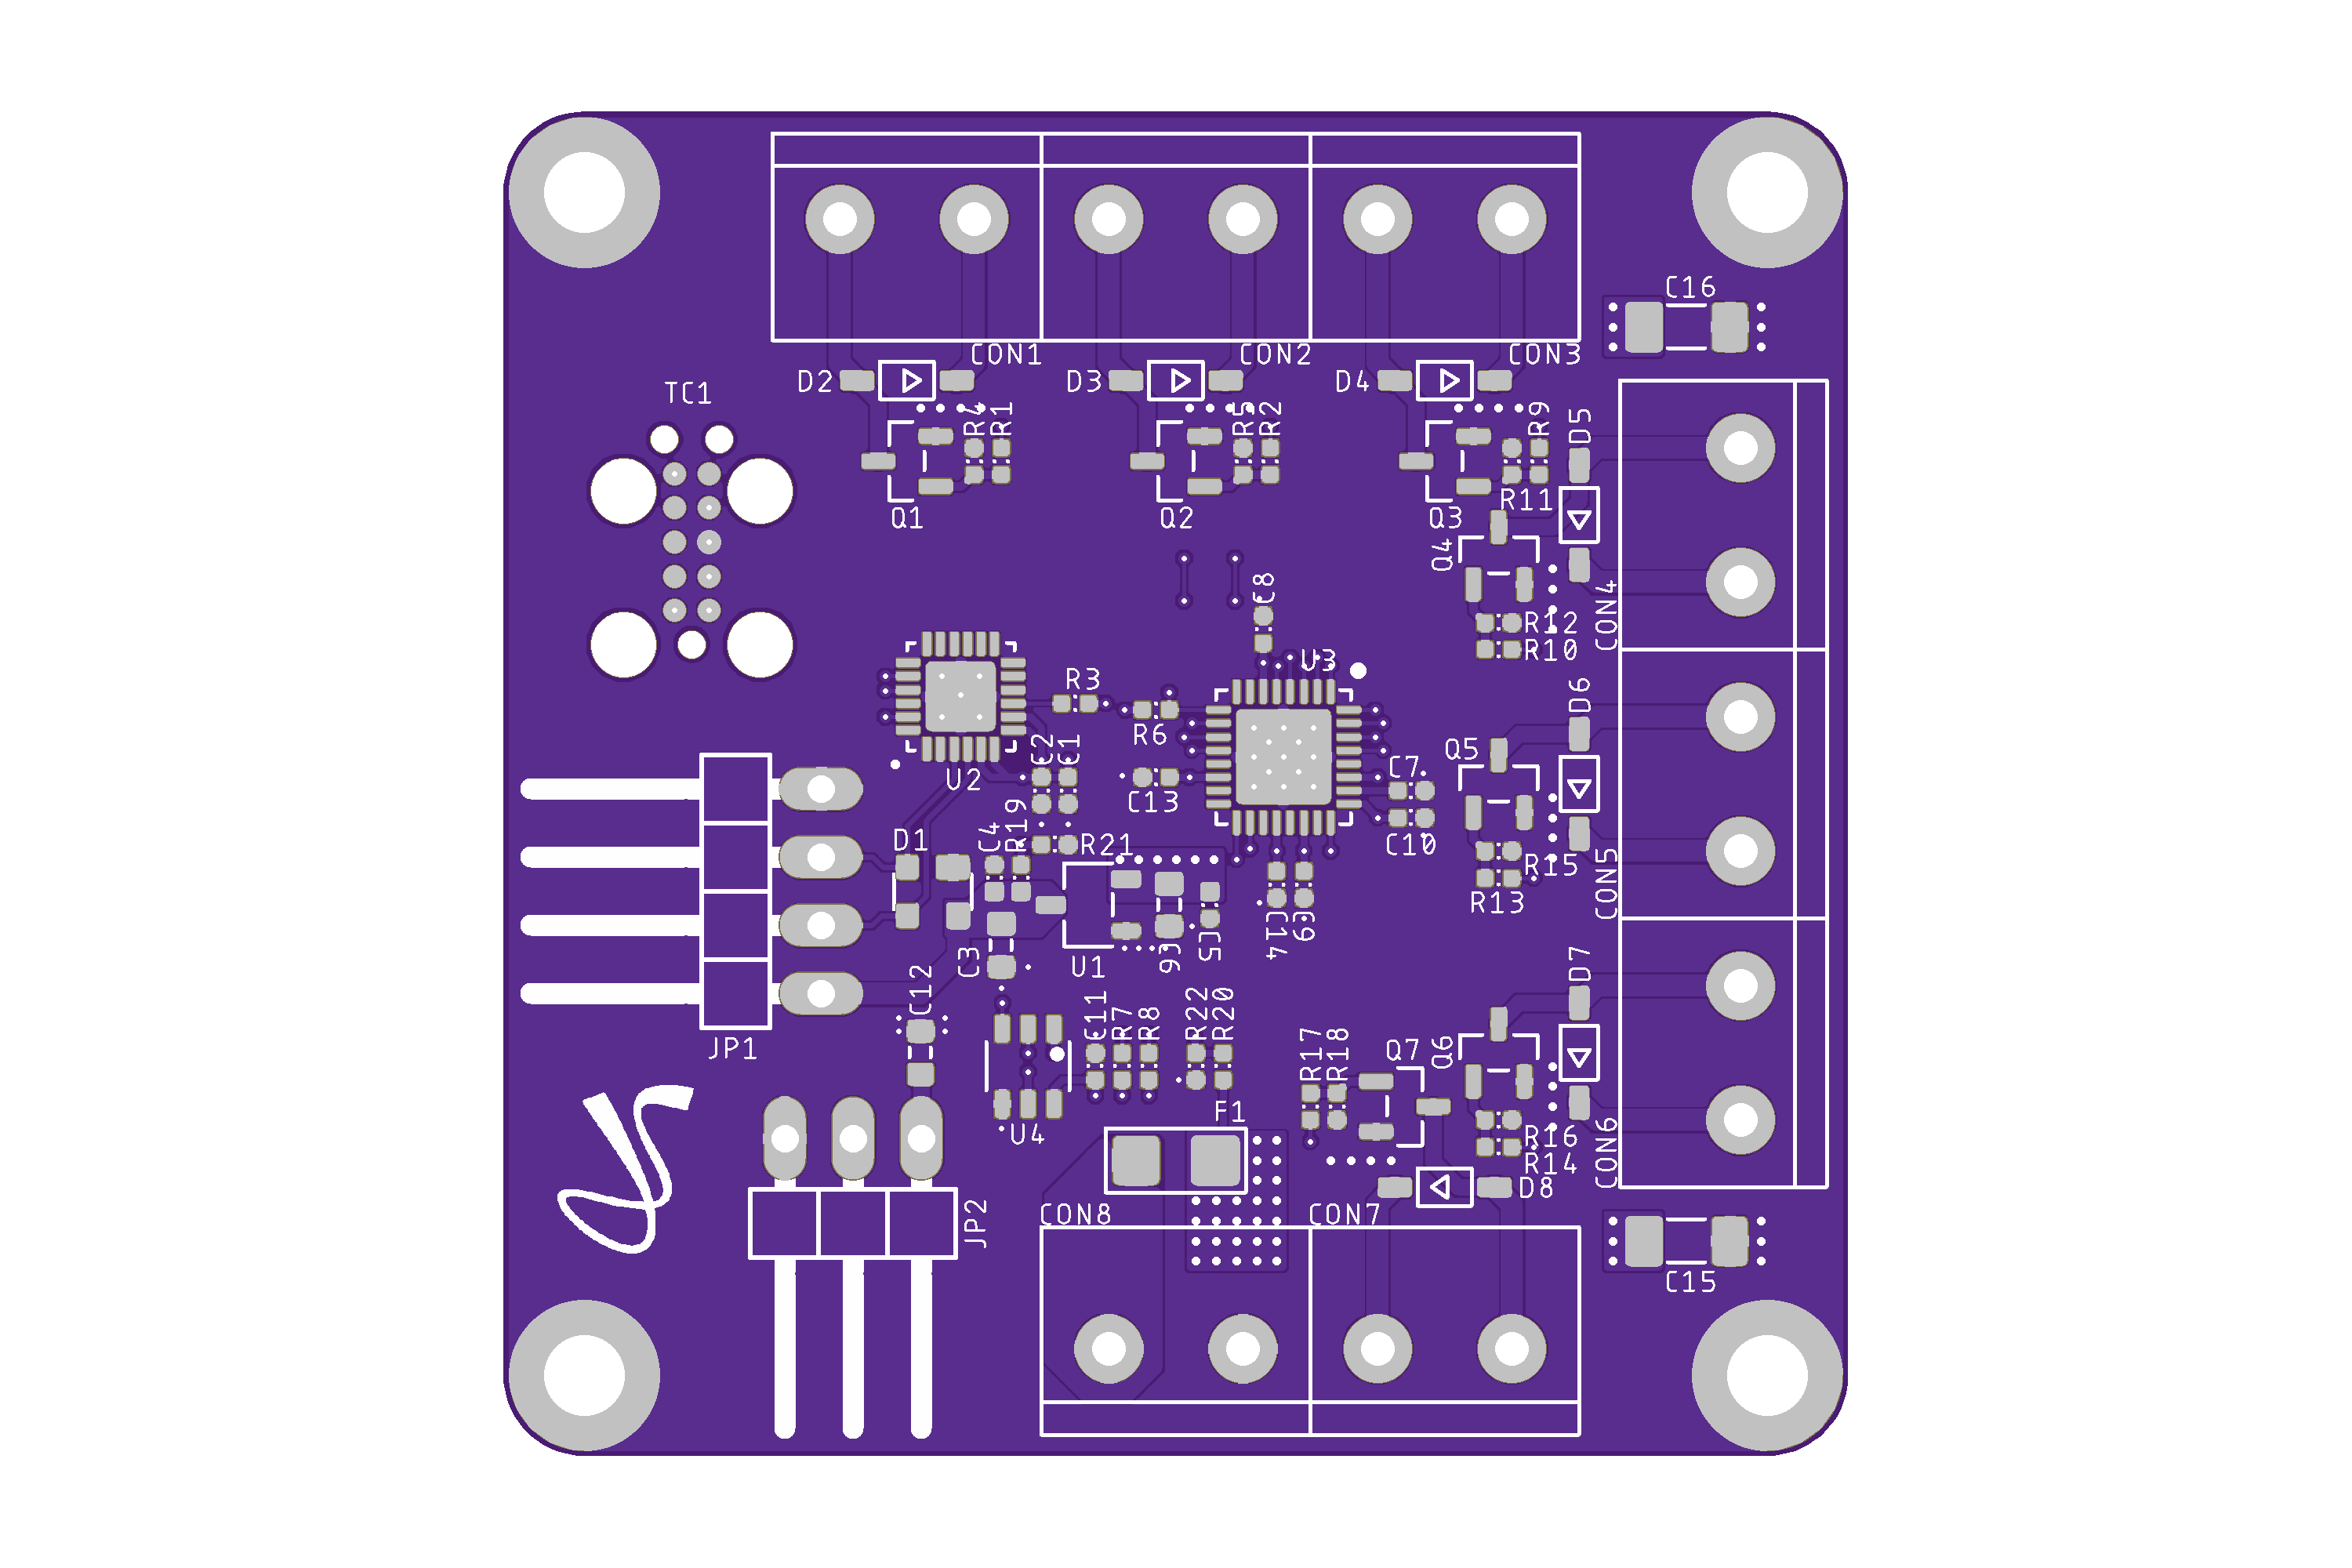 C16
CON1 CON2 CON3
D2 D3 D4
TC1
R4 R1 R5 R2 R9 D5
R11
Q1 Q2 Q3
Q4
C8
R12 CON4
R10
U3
R3
D6
R6 Q5
C2 C1
U2 C7
C13
R19
C4 D1 R21 C10
R15 CON5
R13
C14 C9
C3 U1 C6 C5 D7
C12
C11 R7 R8 R22 R20
JP1 R17 R18 Q7 Q6
F1
U4 R16 CON6
R14
D8
JP2 CON8 CON7
C15